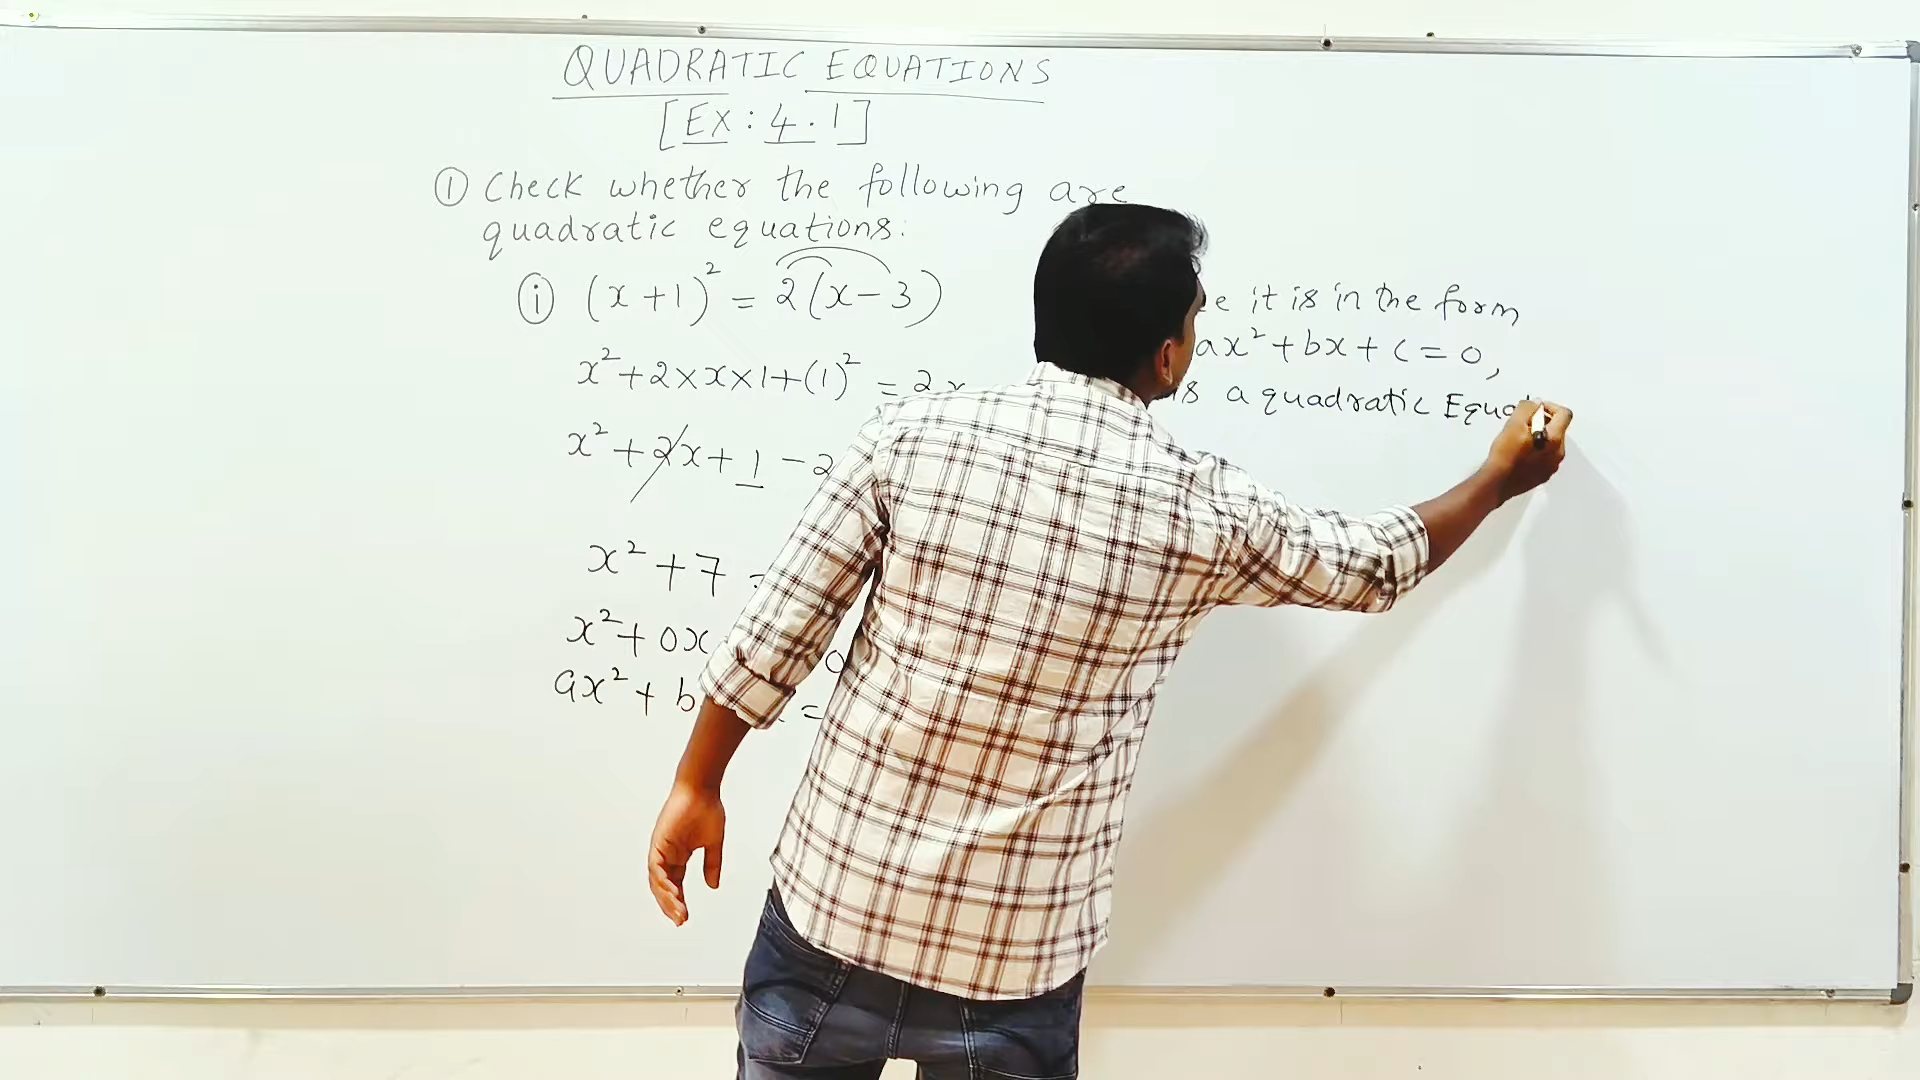 QUADRATIC EQUATIONS
[EX : 4.1]
① Check whether the following are
quadratic equations:
ⓘ (x+1)² = 2(x-3)
x²+2×x×1+(1)² = 2x
x²+2x+1-2
x²+7 =
x²+0x 0
ax²+b =
it is in the form
ax²+bx+c=0,
is a quadratic